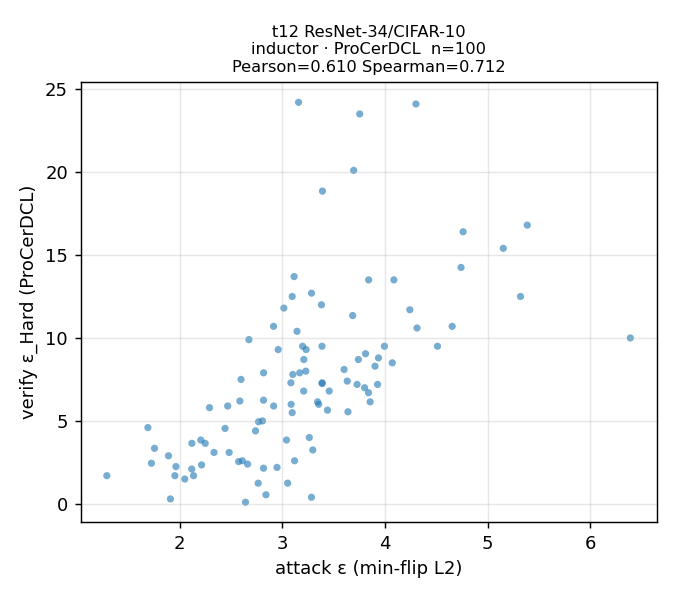 t12 ResNet-34/CIFAR-10
inductor · ProCerDCL  n=100
Pearson=0.610 Spearman=0.712
25
20
15
10
5
0
verify ε_Hard (ProCerDCL)
2
3
4
5
6
attack ε (min-flip L2)